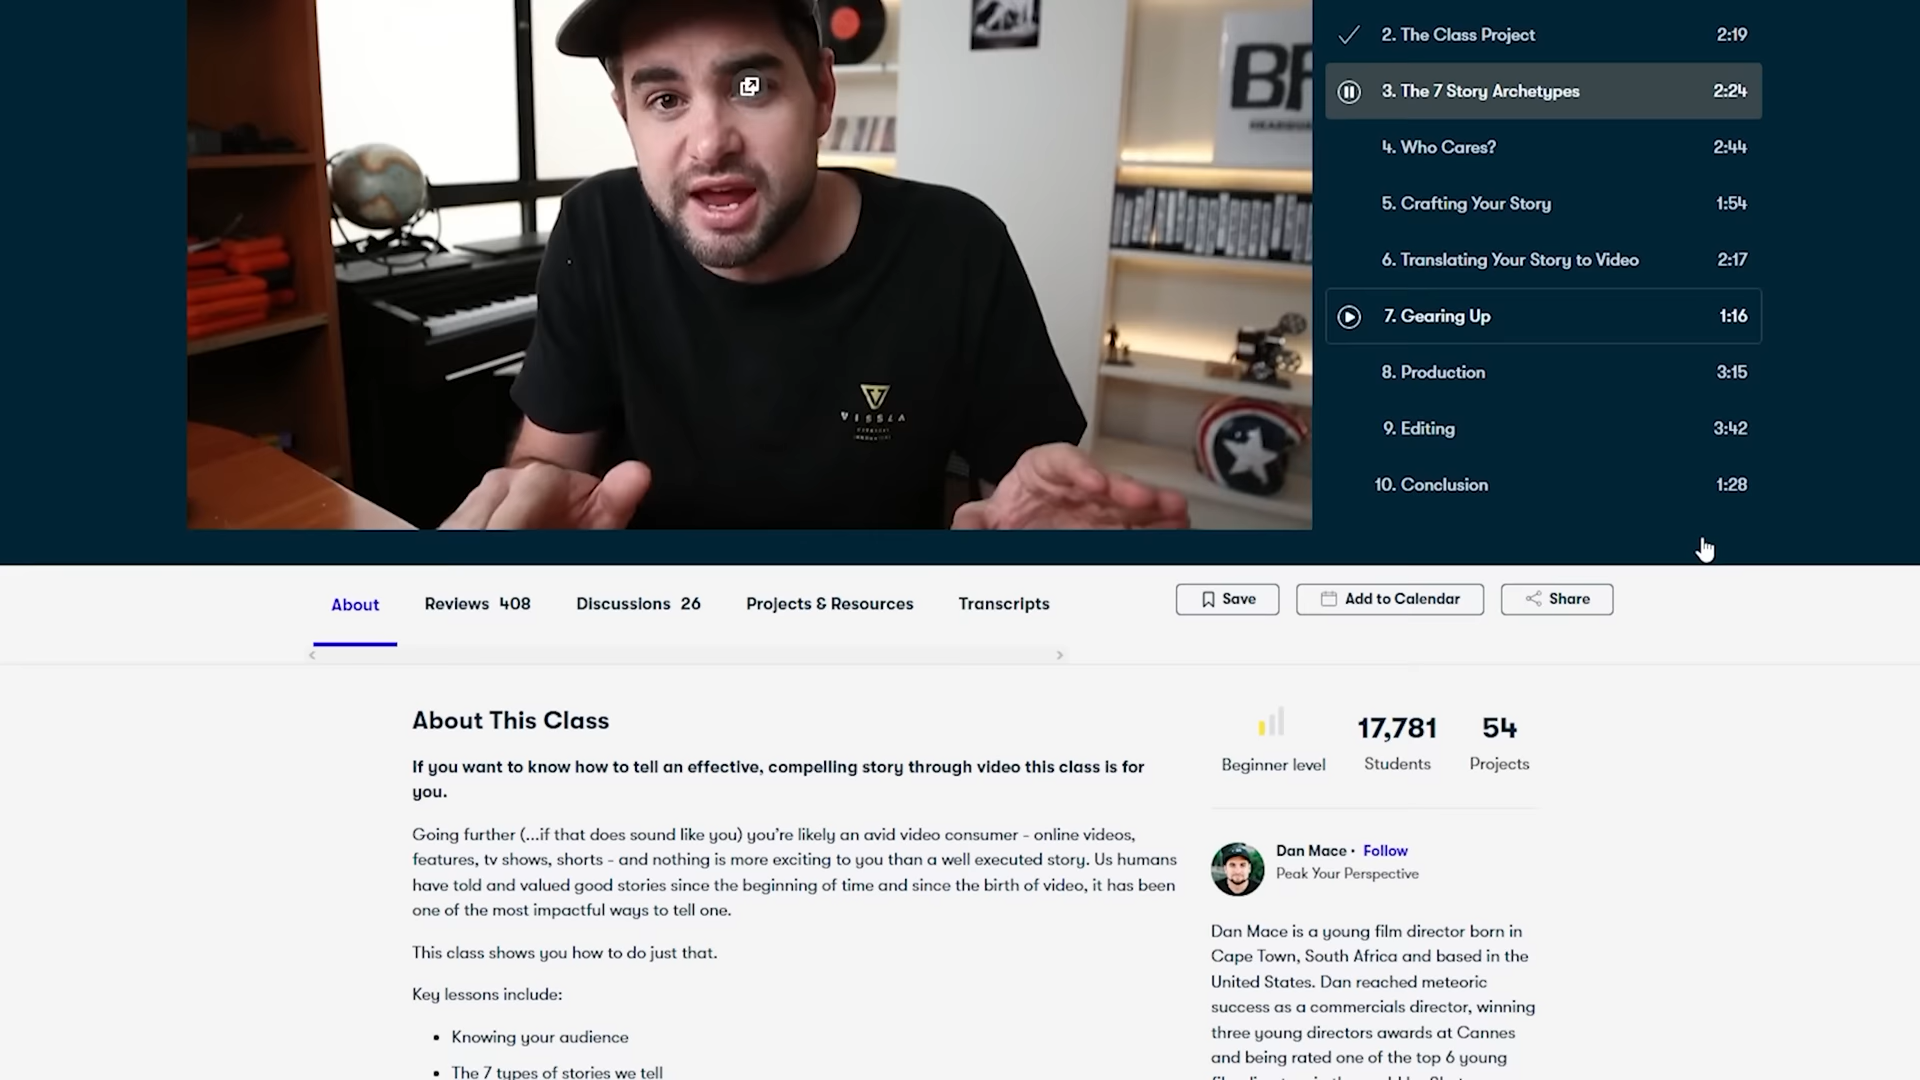 2. The Class Project 2:19
3. The 7 Story Archetypes 2:24
4. Who Cares? 2:44
5. Crafting Your Story 1:54
6. Translating Your Story to Video 2:17
7. Gearing Up 1:16
8. Production 3:15
9. Editing 3:42
10. Conclusion 1:28
VISSLA
About Reviews 408 Discussions 26 Projects & Resources Transcripts
Save Add to Calendar Share
About This Class
If you want to know how to tell an effective, compelling story through video this class is for
you.
Going further (...if that does sound like you) you're likely an avid video consumer - online videos,
features, tv shows, shorts - and nothing is more exciting to you than a well executed story. Us humans
have told and valued good stories since the beginning of time and since the birth of video, it has been
one of the most impactful ways to tell one.
This class shows you how to do just that.
Key lessons include:
• Knowing your audience
• The 7 types of stories we tell
17,781 54
Beginner level Students Projects
Dan Mace • Follow
Peak Your Perspective
Dan Mace is a young film director born in
Cape Town, South Africa and based in the
United States. Dan reached meteoric
success as a commercials director, winning
three young directors awards at Cannes
and being rated one of the top 6 young